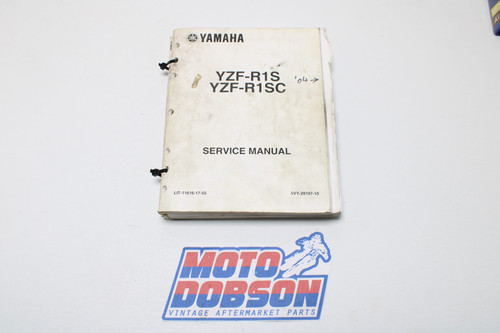 YAMAHA
YZF-R1S '04→
YZF-R1SC
SERVICE MANUAL
LIT-11616-17-52 5VY-28197-10
MOTO
DOBSON
VINTAGE AFTERMARKET PARTS